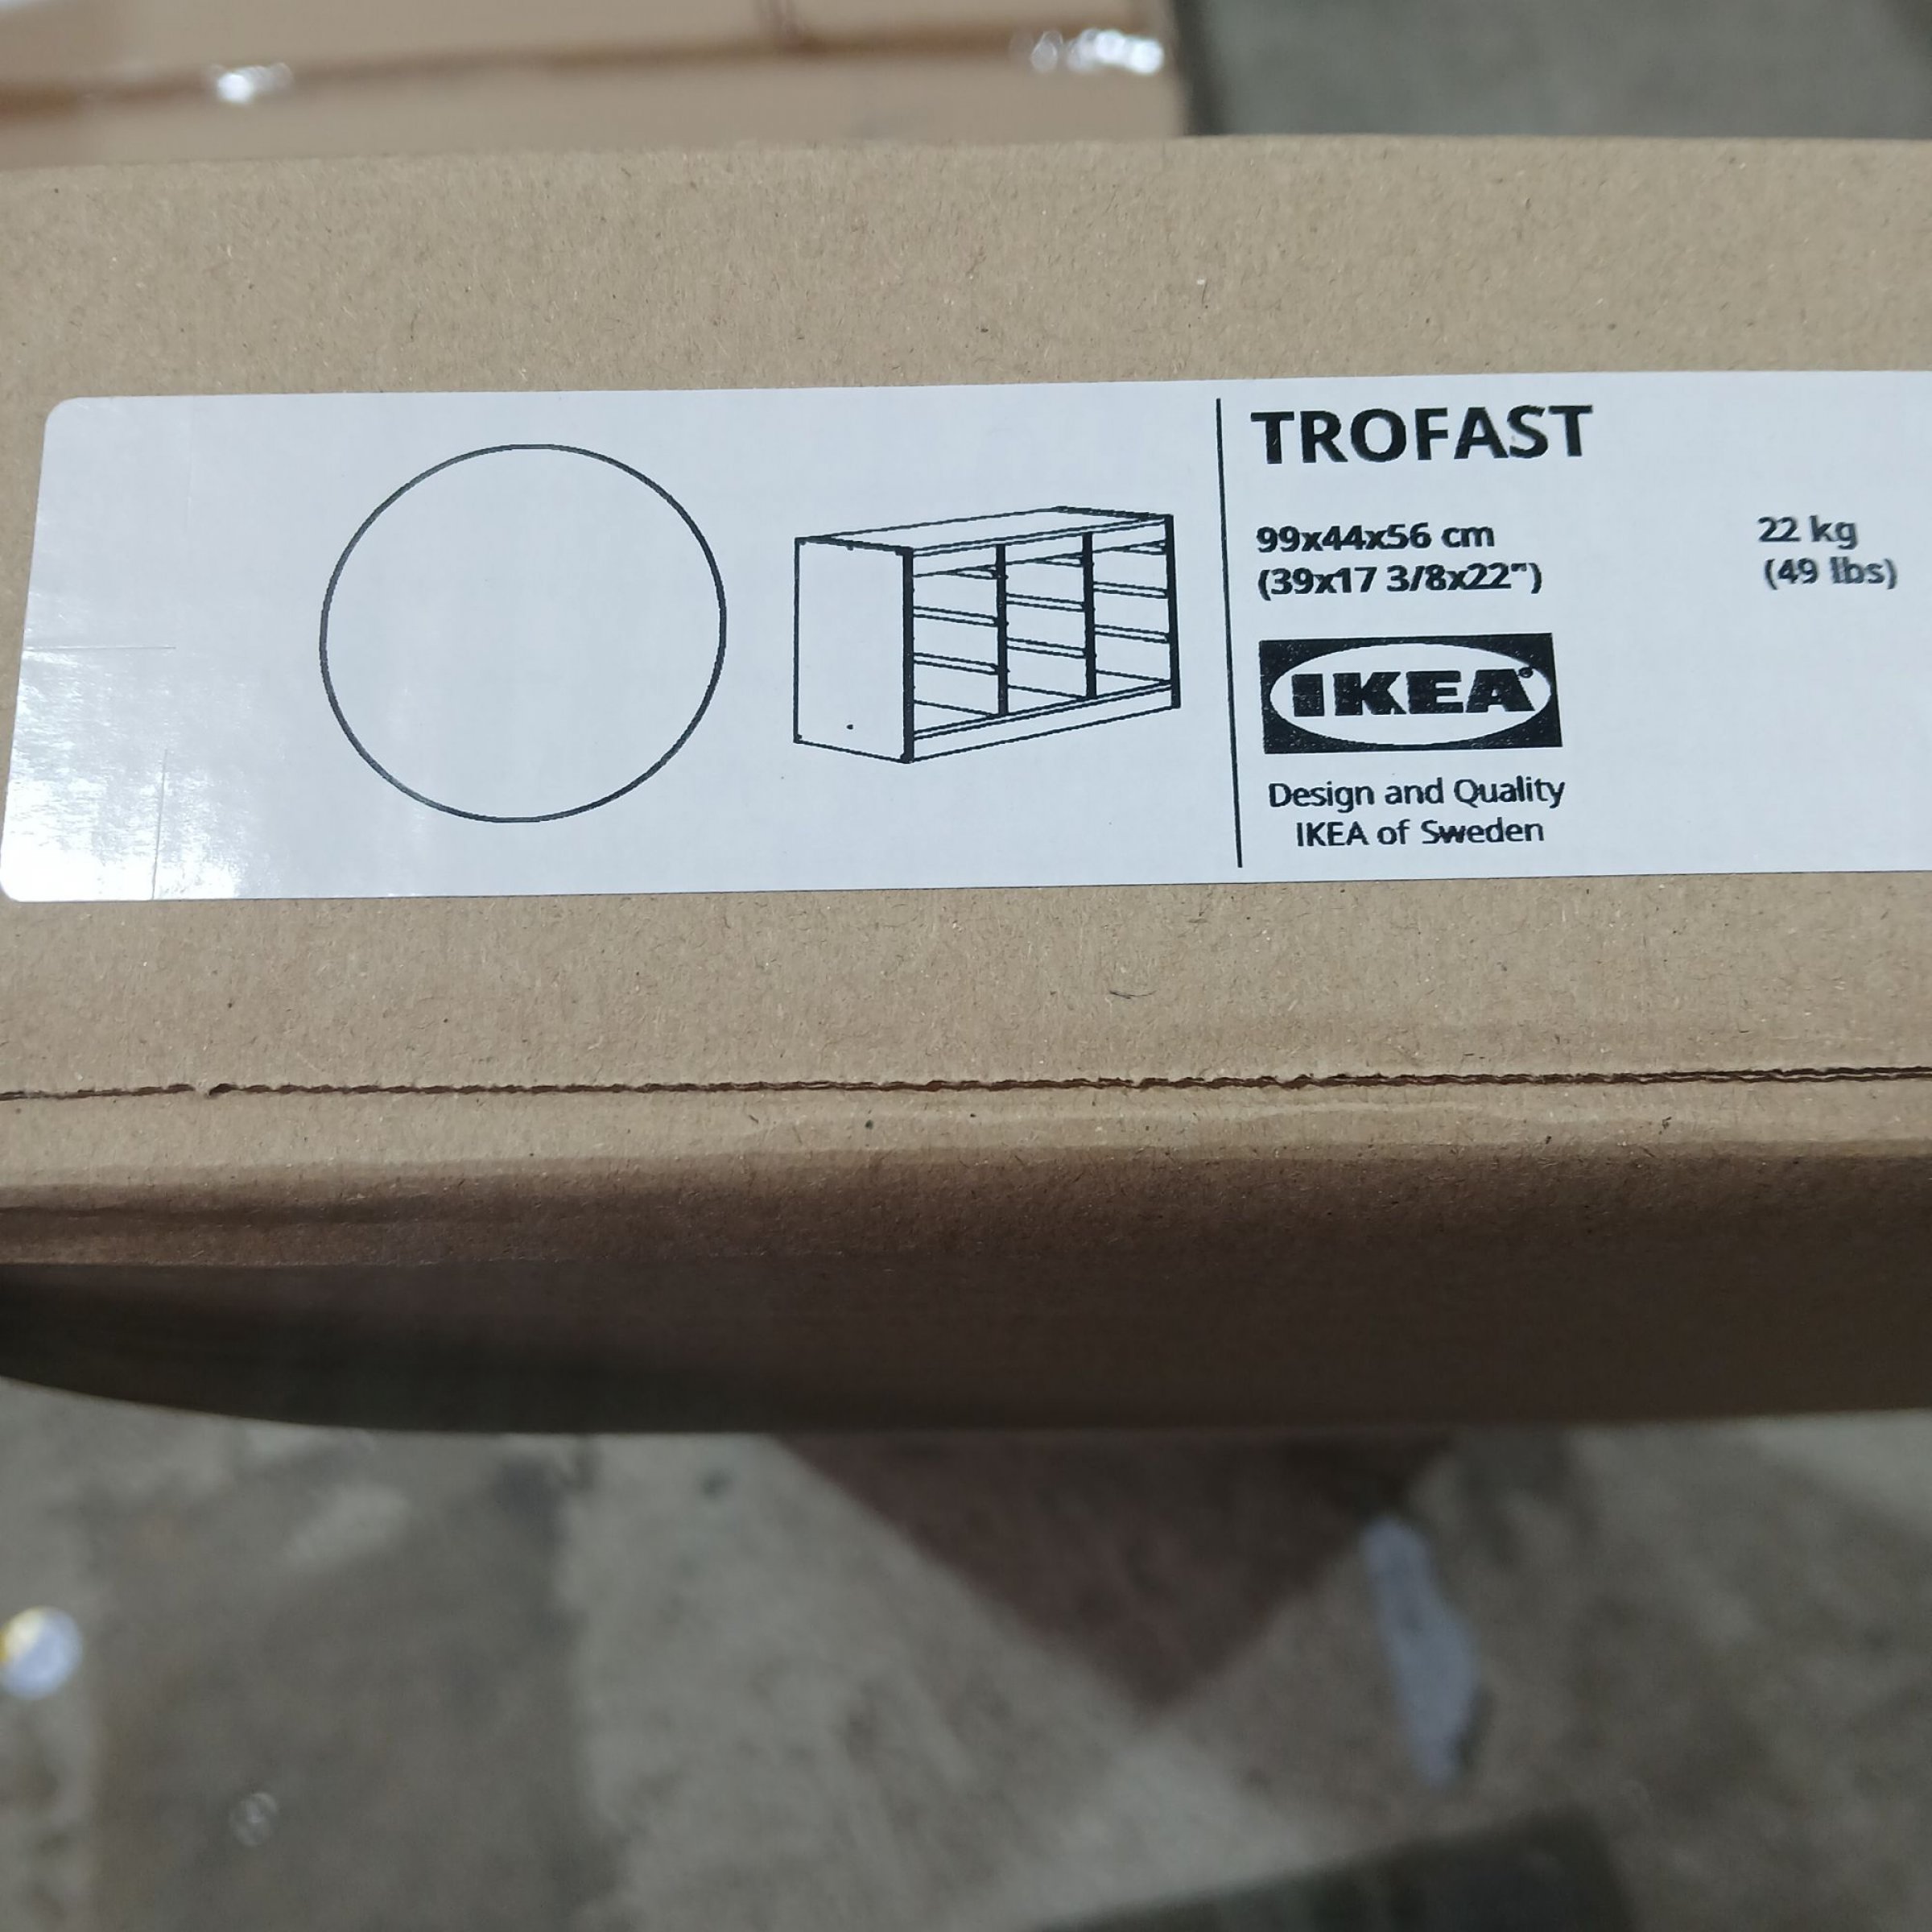 TROFAST
99x44x56 cm
(39x17 3/8x22")
22 kg
(49 lbs)
IKEA®
Design and Quality
IKEA of Sweden